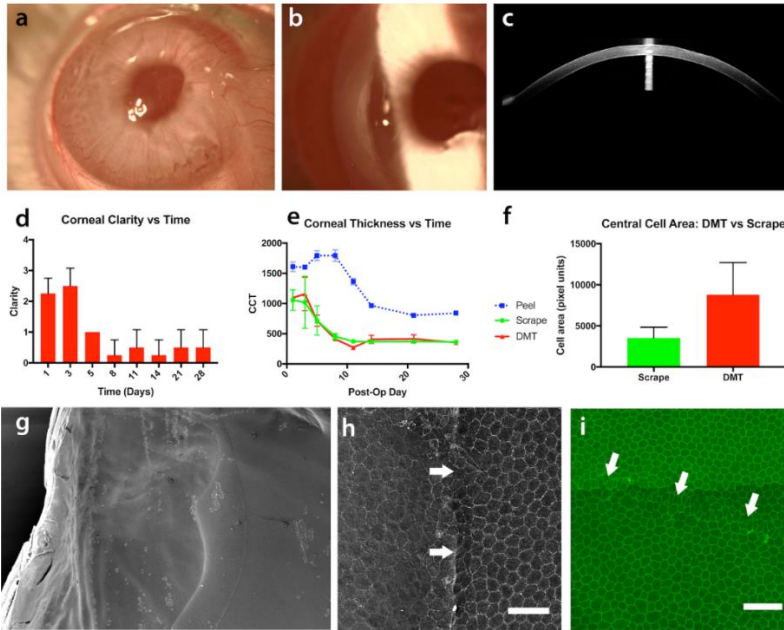 a
b
c
d
Corneal Clarity vs Time
Clarity
3
2
1
0
1
3
5
8
11
14
21
28
Time (Days)
e
Corneal Thickness vs Time
CCT
2000
1500
1000
500
0
0
10
20
30
Post-Op Day
Peel
Scrape
DMT
f
Central Cell Area: DMT vs Scrape
Cell area (pixel units)
15000
10000
5000
0
Scrape
DMT
g
h
i